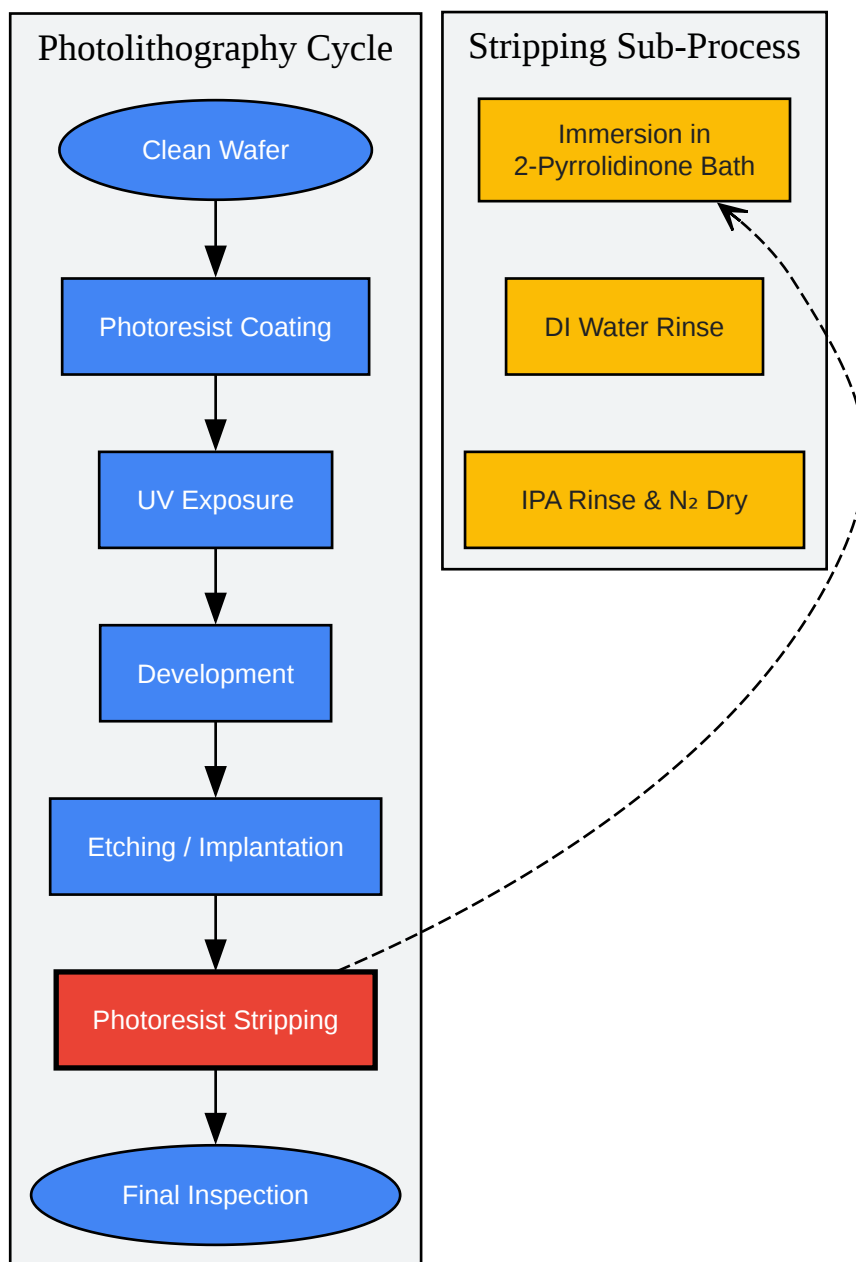 Photolithography Cycle
Clean Wafer
Photoresist Coating
UV Exposure
Development
Etching / Implantation
Photoresist Stripping
Final Inspection
Stripping Sub-Process
Immersion in
2-Pyrrolidinone Bath
DI Water Rinse
IPA Rinse & N₂ Dry